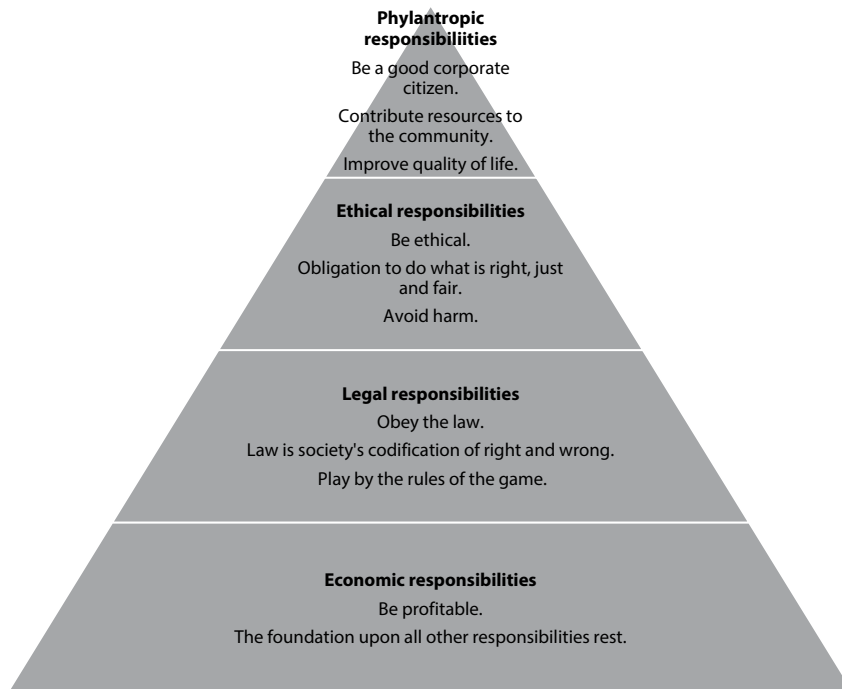 Phylantropic
responsibiliities
Be a good corporate
citizen.
Contribute resources to
the community.
Improve quality of life.
Ethical responsibilities
Be ethical.
Obligation to do what is right, just
and fair.
Avoid harm.
Legal responsibilities
Obey the law.
Law is society's codification of right and wrong.
Play by the rules of the game.
Economic responsibilities
Be profitable.
The foundation upon all other responsibilities rest.